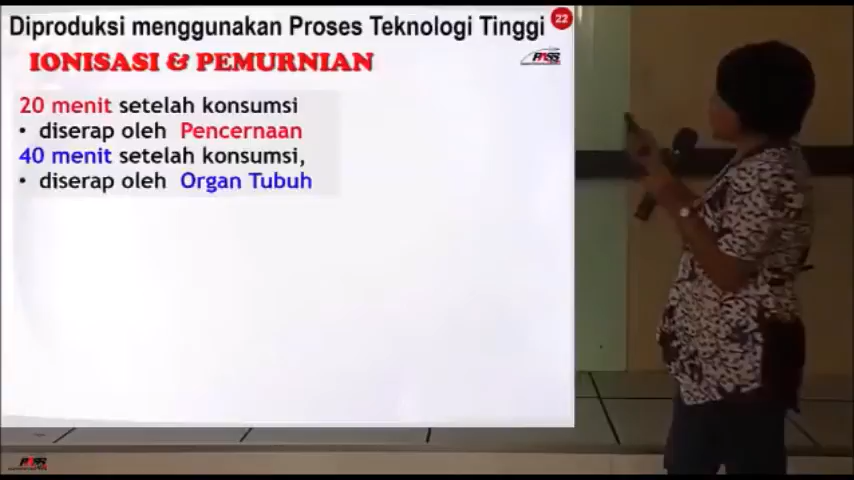 Diproduksi menggunakan Proses Teknologi Tinggi
22
IONISASI & PEMURNIAN
20 menit setelah konsumsi
• diserap oleh Pencernaan
40 menit setelah konsumsi,
• diserap oleh Organ Tubuh